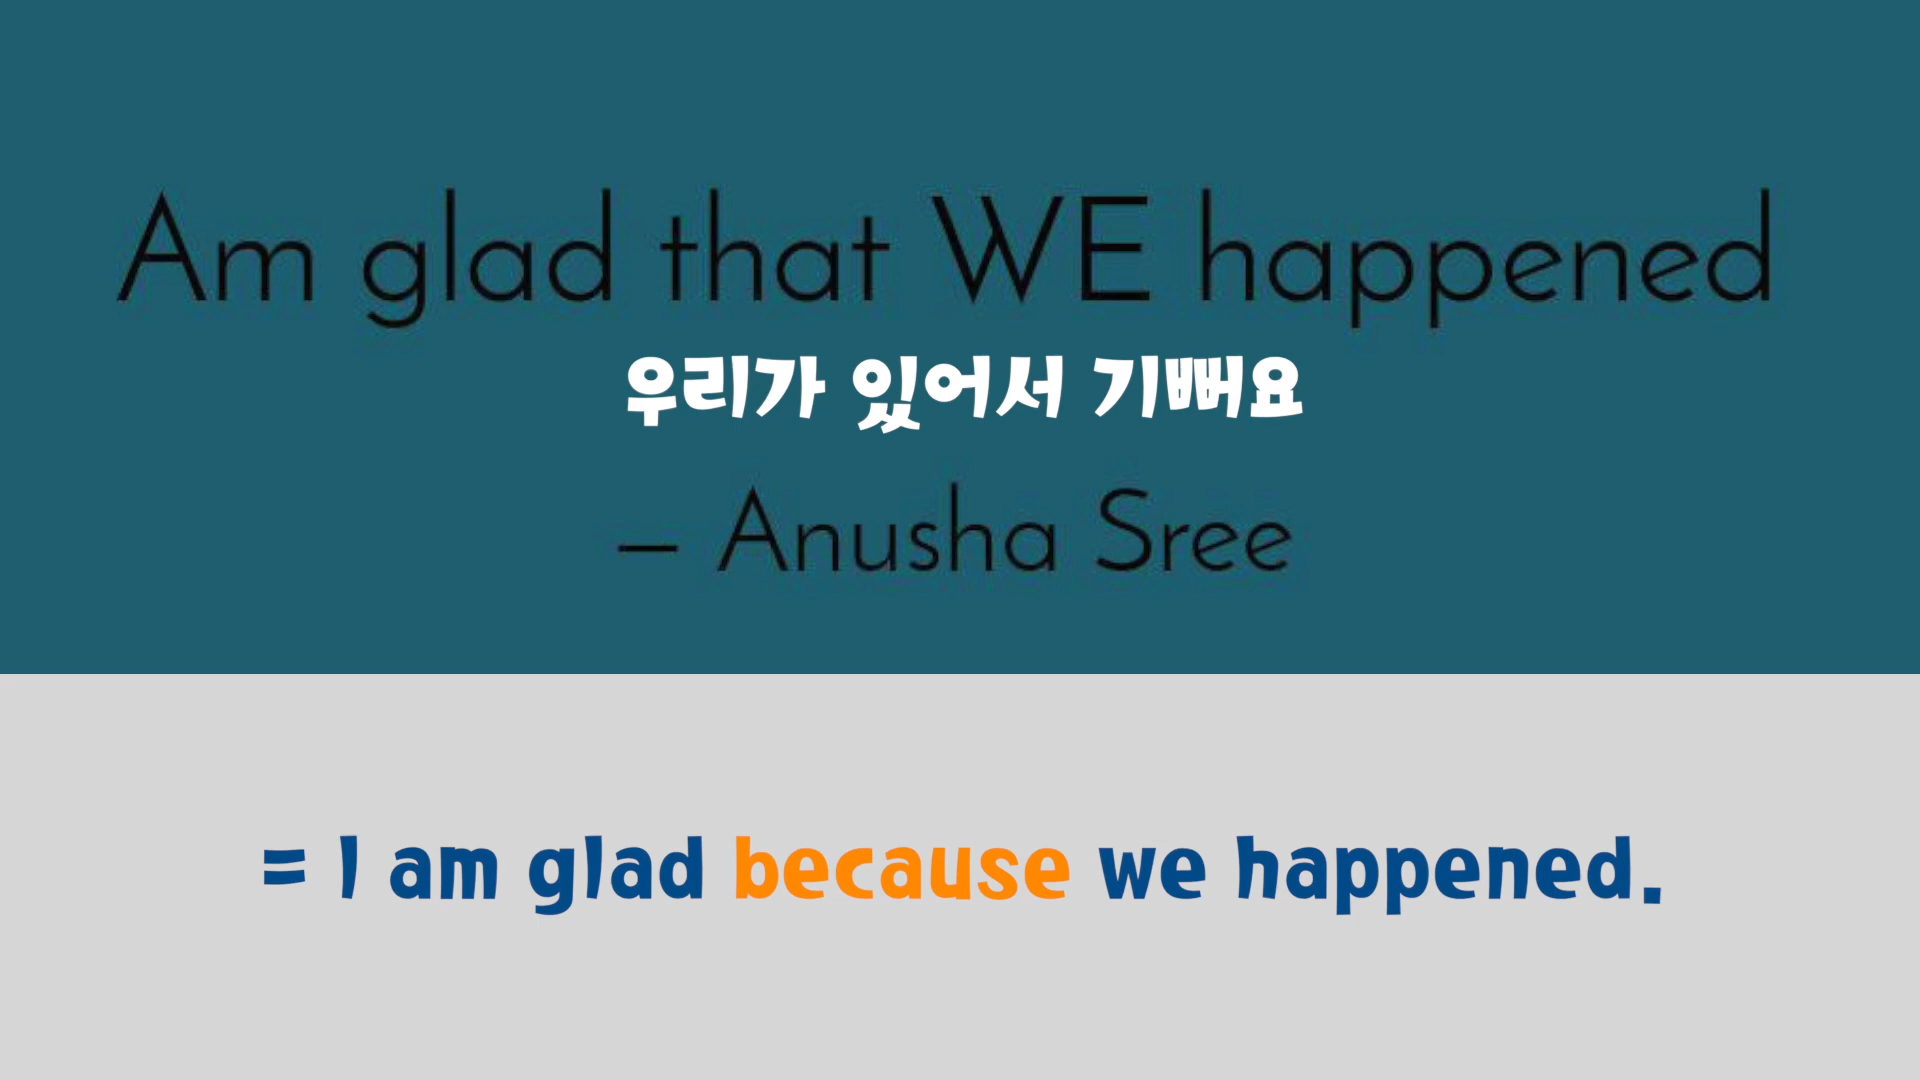 Am glad that WE happened
우리가 있어서 기뻐요
– Anusha Sree
= I am glad because we happened.